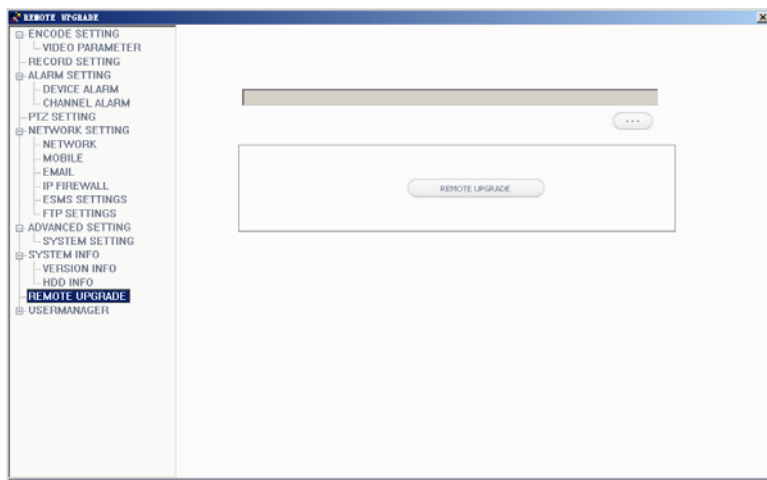 REMOTE UPGRADE
ENCODE SETTING
VIDEO PARAMETER
RECORD SETTING
ALARM SETTING
DEVICE ALARM
CHANNEL ALARM
PTZ SETTING
NETWORK SETTING
NETWORK
MOBILE
EMAIL
IP FIREWALL
ESMS SETTINGS
FTP SETTINGS
ADVANCED SETTING
SYSTEM SETTING
SYSTEM INFO
VERSION INFO
HDD INFO
REMOTE UPGRADE
USERMANAGER
...
REMOTE UPGRADE